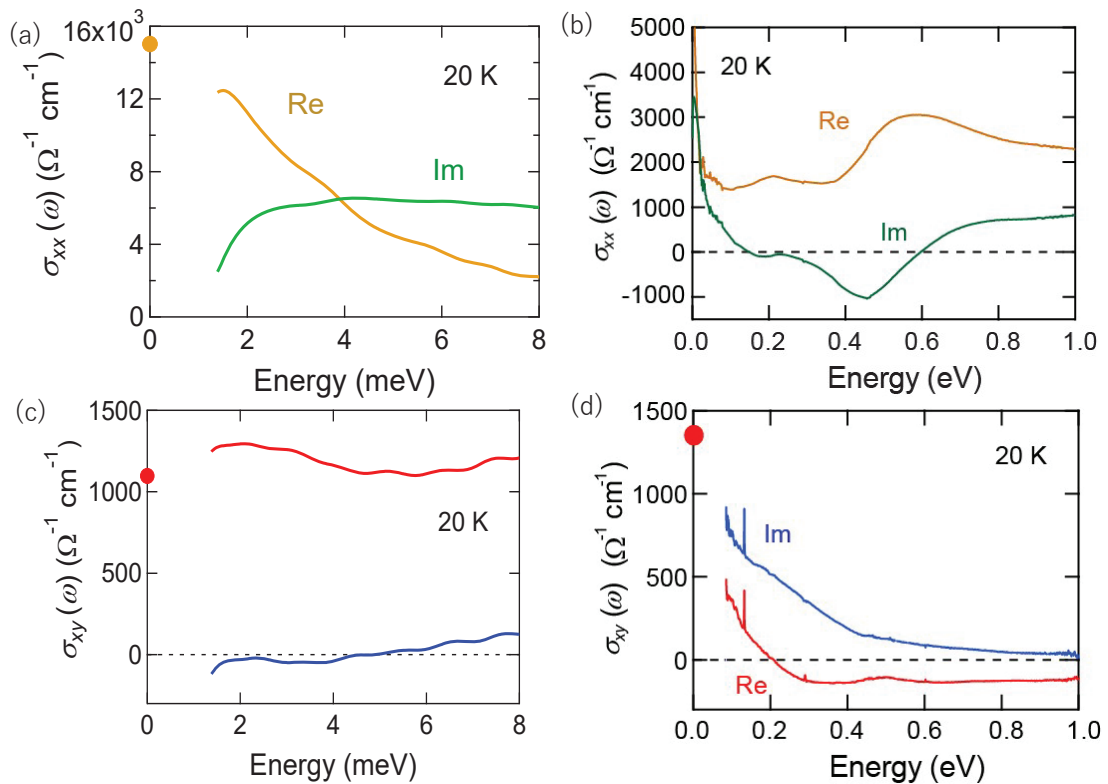 (a)
16x10³
12
8
4
0
σxx (ω) (Ω⁻¹ cm⁻¹)
20 K
Re
Im
0 2 4 6 8
Energy (meV)
(b)
5000
4000
3000
2000
1000
0
-1000
σxx (ω) (Ω⁻¹ cm⁻¹)
20 K
Re
Im
0.0 0.2 0.4 0.6 0.8 1.0
Energy (eV)
(c)
1500
1000
500
0
σxy (ω) (Ω⁻¹ cm⁻¹)
20 K
0 2 4 6 8
Energy (meV)
(d)
1500
1000
500
0
σxy (ω) (Ω⁻¹ cm⁻¹)
20 K
Im
Re
0.0 0.2 0.4 0.6 0.8 1.0
Energy (eV)